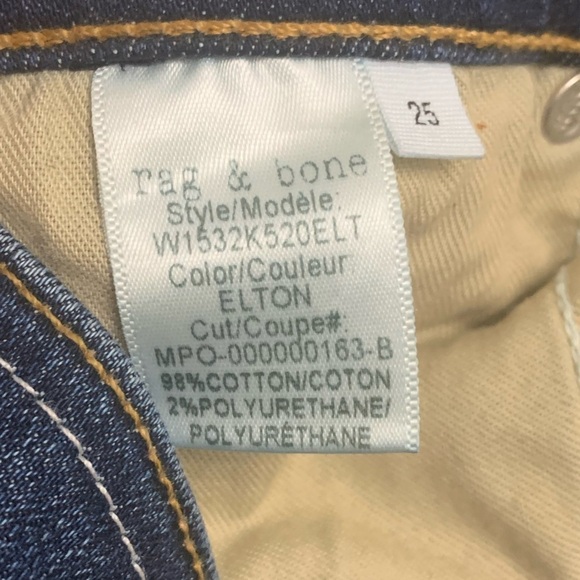 25
rag & bone
Style/Modèle:
W1532K520ELT
Color/Couleur:
ELTON
Cut/Coupe#:
MPO-000000163-B
98%COTTON/COTON
2%POLYURETHANE/
POLYURÉTHANE